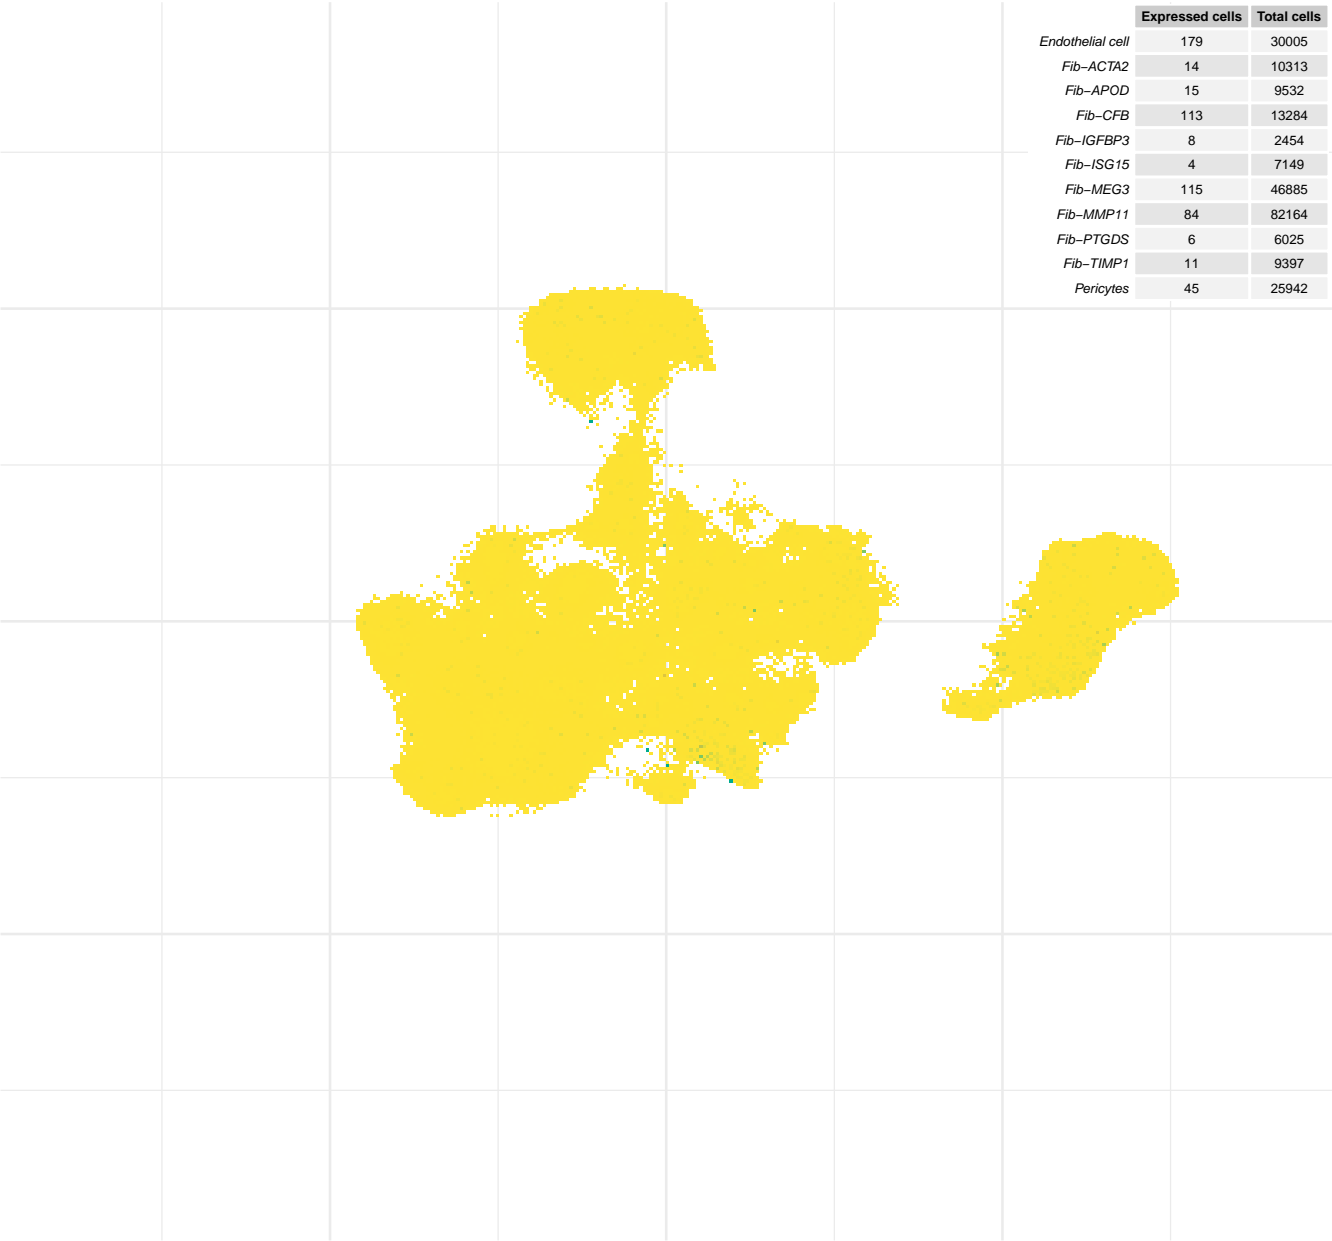 Expressed cells Total cells
Endothelial cell 179 30005
Fib−ACTA2 14 10313
Fib−APOD 15 9532
Fib−CFB 113 13284
Fib−IGFBP3 8 2454
Fib−ISG15 4 7149
Fib−MEG3 115 46885
Fib−MMP11 84 82164
Fib−PTGDS 6 6025
Fib−TIMP1 11 9397
Pericytes 45 25942